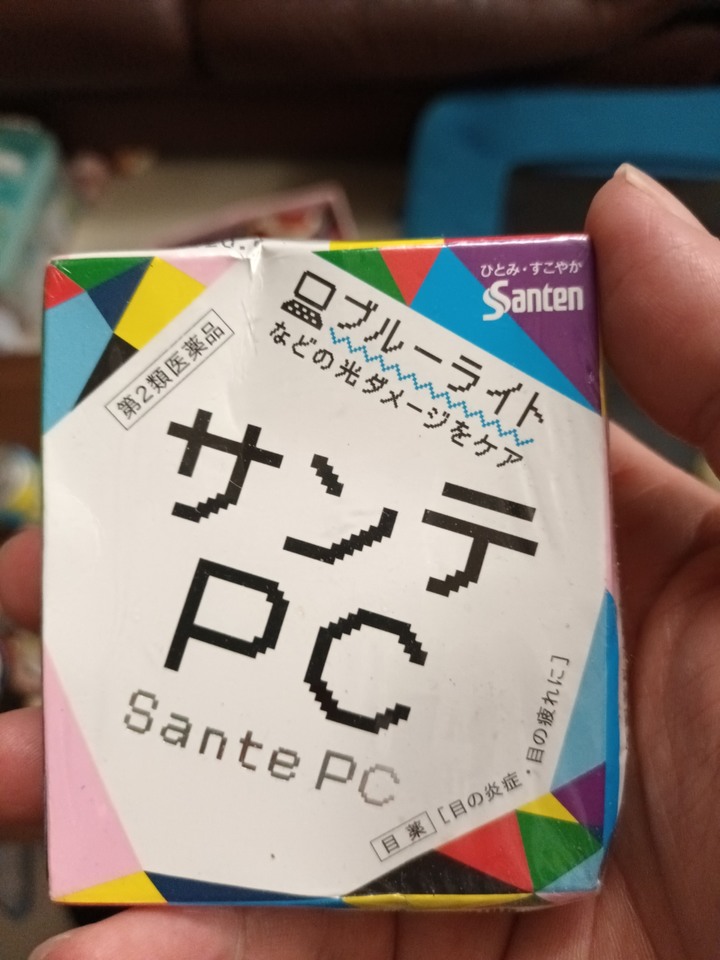 ひとみ・すこやか
Santen
ブルーライト
などの光ダメージをケア
第2類医薬品
サンテ
PC
Sante PC
目薬 [目の炎症・目の疲れに]